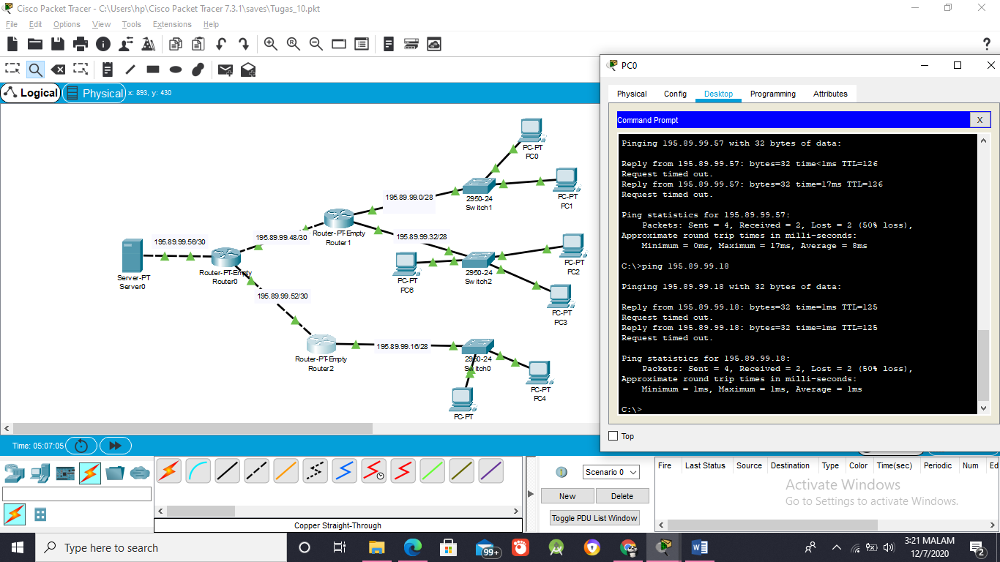 Cisco Packet Tracer - C:\Users\hp\Cisco Packet Tracer 7.3.1\saves\Tugas_10.pkt
File Edit Options View Tools Extensions Help
Logical Physical x: 893, y: 430
PC-PT
PC0
2950-24
Switch1
PC-PT
PC1
195.89.99.0/28
Router-PT-Empty
Router1
195.89.99.48/30
195.89.99.56/30
195.89.99.32/28
Server-PT
Server0
Router-PT-Empty
Router0
PC-PT
PC6
2950-24
Switch2
PC-PT
PC2
PC-PT
PC3
195.89.99.52/30
Router-PT-Empty
Router2
195.89.99.16/28
2950-24
Switch0
PC-PT
PC4
PC-PT
PC0
Physical Config Desktop Programming Attributes
Command Prompt X
Pinging 195.89.99.57 with 32 bytes of data:
Reply from 195.89.99.57: bytes=32 time<1ms TTL=126
Request timed out.
Reply from 195.89.99.57: bytes=32 time=17ms TTL=126
Request timed out.
Ping statistics for 195.89.99.57:
Packets: Sent = 4, Received = 2, Lost = 2 (50% loss),
Approximate round trip times in milli-seconds:
Minimum = 0ms, Maximum = 17ms, Average = 8ms
C:\>ping 195.89.99.18
Pinging 195.89.99.18 with 32 bytes of data:
Reply from 195.89.99.18: bytes=32 time=1ms TTL=125
Request timed out.
Reply from 195.89.99.18: bytes=32 time=1ms TTL=125
Request timed out.
Ping statistics for 195.89.99.18:
Packets: Sent = 4, Received = 2, Lost = 2 (50% loss),
Approximate round trip times in milli-seconds:
Minimum = 1ms, Maximum = 1ms, Average = 1ms
C:\>
Top
Time: 05:07:05
Copper Straight-Through
Scenario 0
New Delete
Toggle PDU List Window
Fire Last Status Source Destination Type Color Time(sec) Periodic Num Edi
Activate Windows
Go to Settings to activate Windows.
Type here to search
99+
3:21 MALAM
12/7/2020
2